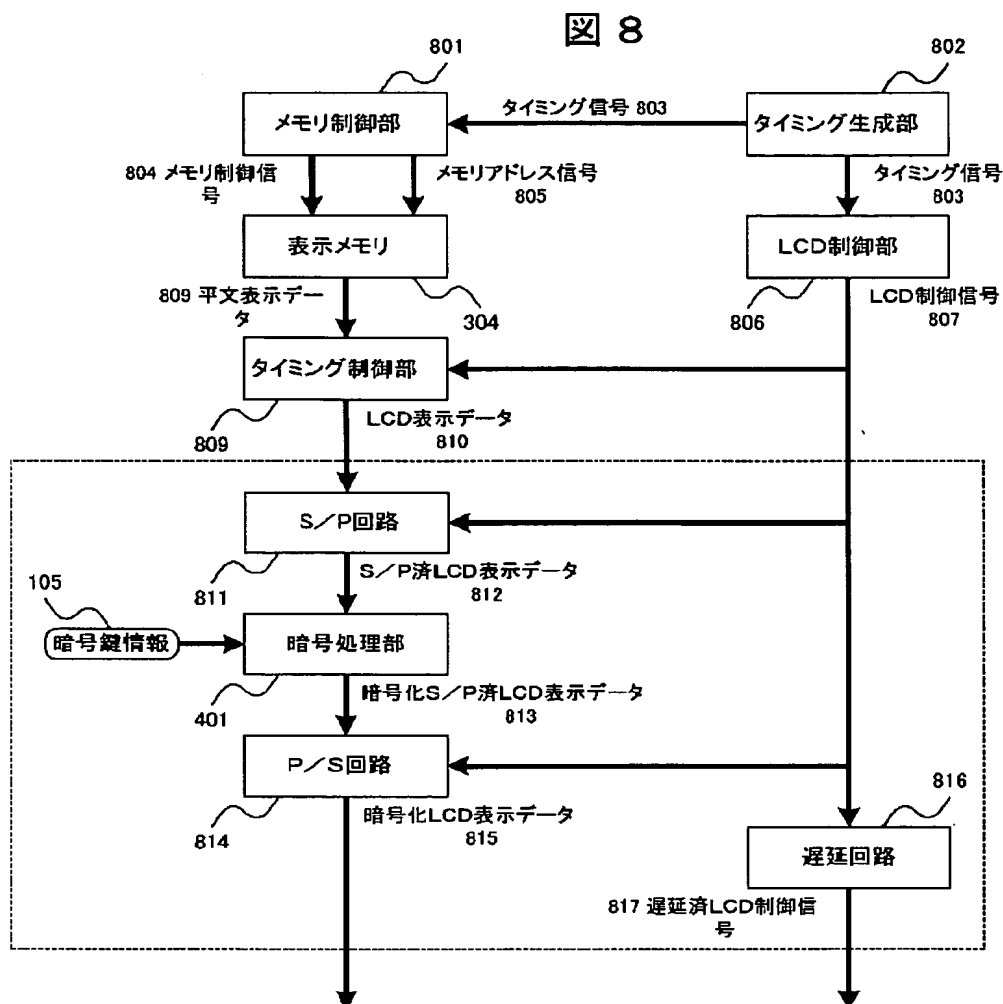 図 8
801
802
メモリ制御部
タイミング信号 803
タイミング生成部
804 メモリ制御信
号
メモリアドレス信号
805
タイミング信号
803
表示メモリ
LCD制御部
809 平文表示デー
タ
304
806
LCD制御信号
807
タイミング制御部
809
LCD表示データ
810
S/P回路
811
S/P済LCD表示データ
812
105
暗号鍵情報
暗号処理部
401
暗号化S/P済LCD表示データ
813
P/S回路
814
暗号化LCD表示データ
815
816
遅延回路
817 遅延済LCD制御信
号